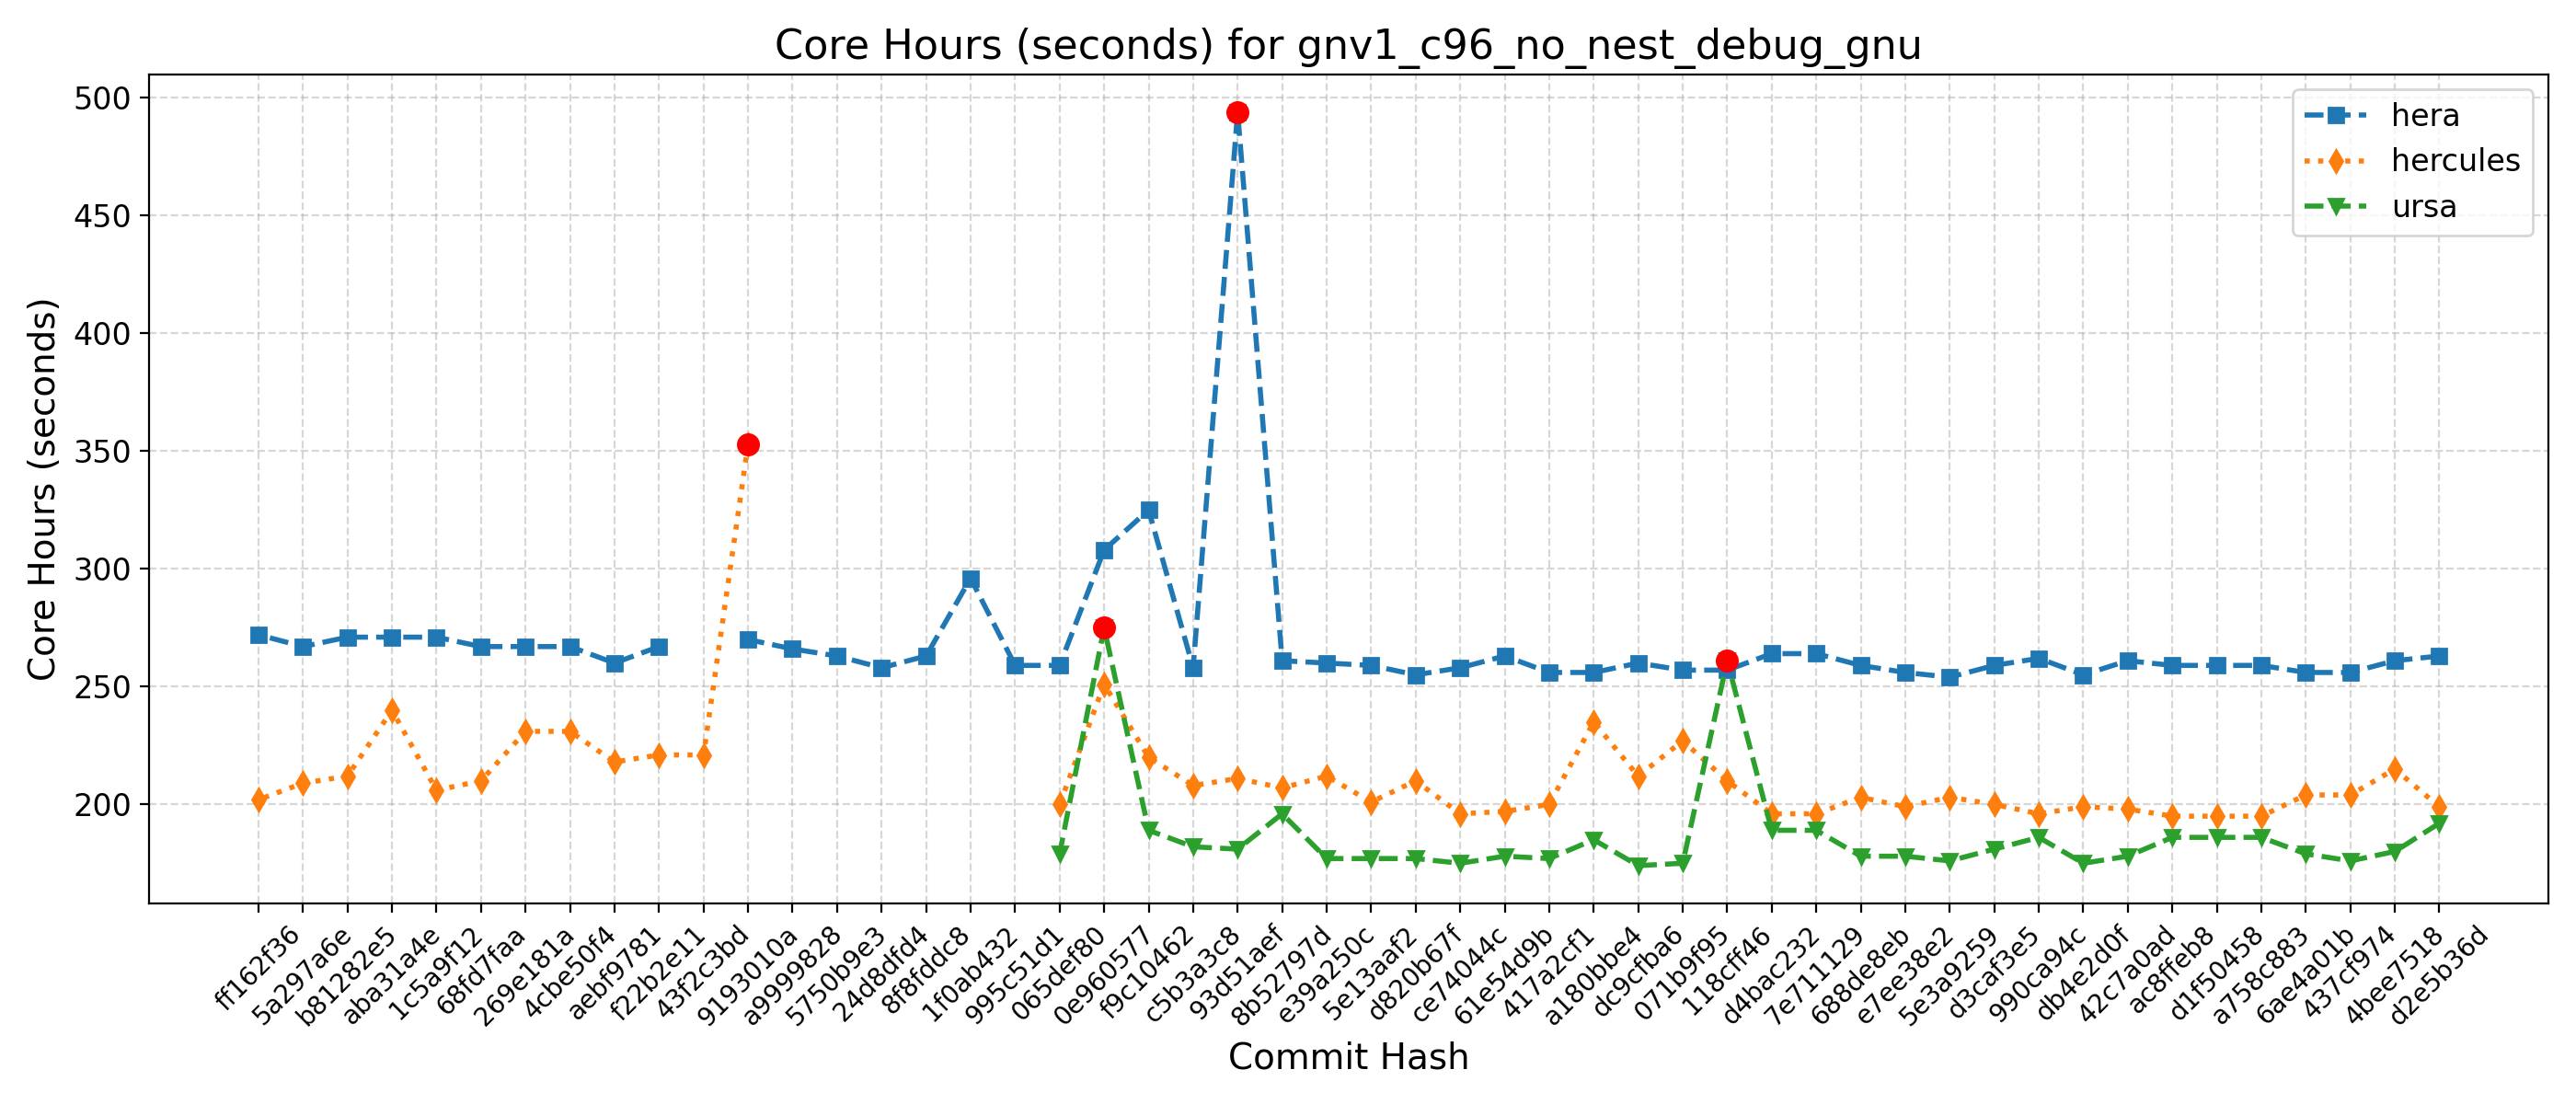 Core Hours (seconds) for gnv1_c96_no_nest_debug_gnu
Core Hours (seconds)
500
450
400
350
300
250
200
hera
hercules
ursa
ff162f36
5a297a6e
b81282e5
aba31a4e
1c5a9f12
68fd7faa
269e181a
4cbe50f4
aebf9781
f22b2e11
43f2c3bd
9193010a
a9999828
5750b9e3
24d8dfd4
8f8fddc8
1f0ab432
995c51d1
065def80
0e960577
f9c10462
c5b3a3c8
93d51aef
8b52797d
e39a250c
5e13aaf2
d820b67f
ce74044c
61e54d9b
417a2cf1
a180bbe4
dc9cfba6
071b9f95
118cff46
d4bac232
7e711129
688de8eb
e7ee38e2
5e3a9259
d3caf3e5
990ca94c
db4e2d0f
42c7a0ad
ac8ffeb8
d1f50458
a758c883
6ae4a01b
437cf974
4bee7518
d2e5b36d
Commit Hash